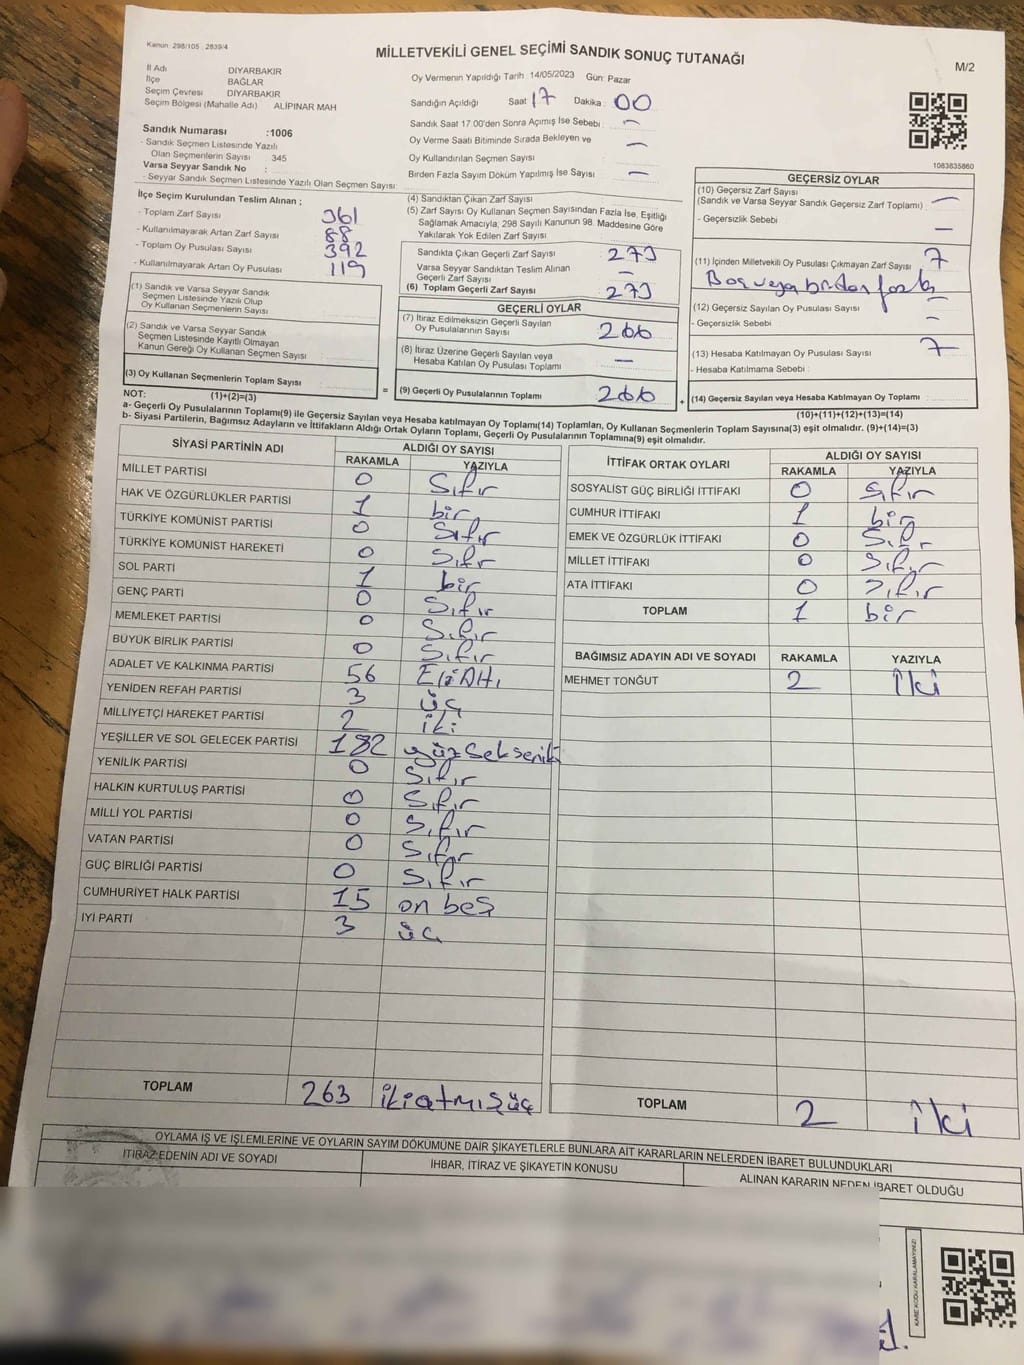 Kanun: 298/105 : 2839/4
MİLLETVEKİLİ GENEL SEÇİMİ SANDIK SONUÇ TUTANAĞI
M/2
İl Adı DIYARBAKIR
İlçe BAĞLAR
Seçim Çevresi DIYARBAKIR
Seçim Bölgesi (Mahalle Adı) ALİPINAR MAH
Sandık Numarası :1006
- Sandık Seçmen Listesinde Yazılı
Olan Seçmenlerin Sayısı : 345
Varsa Seyyar Sandık No :
- Seyyar Sandık Seçmen Listesinde Yazılı Olan Seçmen Sayısı:
Oy Vermenin Yapıldığı Tarih :14/05/2023 Gün: Pazar
Sandığın Açıldığı Saat : 17 Dakika : 00
Sandık Saat 17.00'den Sonra Açımış İse Sebebi : –
Oy Verme Saati Bitiminde Sırada Bekleyen ve –
Oy Kullandırılan Seçmen Sayısı
Birden Fazla Sayım Döküm Yapılmış İse Sayısı : –
1083835860
İlçe Seçim Kurulundan Teslim Alınan ;
- Toplam Zarf Sayısı 361
- Kullanılmayarak Artan Zarf Sayısı 88
- Toplam Oy Pusulası Sayısı 392
- Kullanılmayarak Artan Oy Pusulası 119
(1) Sandık ve Varsa Seyyar Sandık
Seçmen Listesinde Yazılı Olup
Oy Kullanan Seçmenlerin Sayısı :
(2) Sandık ve Varsa Seyyar Sandık
Seçmen Listesinde Kayıtlı Olmayan
Kanun Gereği Oy Kullanan Seçmen Sayısı :
(3) Oy Kullanan Seçmenlerin Toplam Sayısı
(1)+(2)=(3)
(4) Sandıktan Çıkan Zarf Sayısı
(5) Zarf Sayısı Oy Kullanan Seçmen Sayısından Fazla İse, Eşitliği
Sağlamak Amacıyla, 298 Sayılı Kanunun 98. Maddesine Göre
Yakılarak Yok Edilen Zarf Sayısı
Sandıkta Çıkan Geçerli Zarf Sayısı : 273
Varsa Seyyar Sandıktan Teslim Alınan
Geçerli Zarf Sayısı –
(6) Toplam Geçerli Zarf Sayısı : 273
GEÇERLİ OYLAR
(7) İtiraz Edilmeksizin Geçerli Sayılan
Oy Pusulalarının Sayısı : 266
(8) İtiraz Üzerine Geçerli Sayılan veya
Hesaba Katılan Oy Pusulası Toplamı –
= (9) Geçerli Oy Pusulalarının Toplamı 266 +
GEÇERSİZ OYLAR
(10) Geçersiz Zarf Sayısı
(Sandık ve Varsa Seyyar Sandık Geçersiz Zarf Toplamı) : –
- Geçersizlik Sebebi : –
(11) İçinden Milletvekili Oy Pusulası Çıkmayan Zarf Sayısı 7
Boş veya birden fazla
(12) Geçersiz Sayılan Oy Pusulası Sayısı : –
- Geçersizlik Sebebi –
(13) Hesaba Katılmayan Oy Pusulası Sayısı 7
- Hesaba Katılmama Sebebi :
(14) Geçersiz Sayılan veya Hesaba Katılmayan Oy Toplamı :
(10)+(11)+(12)+(13)=(14)
NOT:
a- Geçerli Oy Pusulalarının Toplamı(9) ile Geçersiz Sayılan veya Hesaba katılmayan Oy Toplamı(14) Toplamları, Oy Kullanan Seçmenlerin Toplam Sayısına(3) eşit olmalıdır. (9)+(14)=(3)
b- Siyasi Partilerin, Bağımsız Adayların ve İttifakların Aldığı Ortak Oyların Toplamı, Geçerli Oy Pusulalarının Toplamına(9) eşit olmalıdır.
SİYASİ PARTİNİN ADI ALDIĞI OY SAYISI
RAKAMLA YAZIYLA
MİLLET PARTİSİ 0 Sıfır
HAK VE ÖZGÜRLÜKLER PARTİSİ 1 bir
TÜRKİYE KOMÜNİST PARTİSİ 0 Sıfır
TÜRKİYE KOMÜNİST HAREKETİ 0 Sıfır
SOL PARTİ 1 bir
GENÇ PARTİ 0 Sıfır
MEMLEKET PARTİSİ 0 Sıfır
BÜYÜK BİRLİK PARTİSİ 0 Sıfır
ADALET VE KALKINMA PARTİSİ 56 Elli Altı
YENİDEN REFAH PARTİSİ 3 üç
MİLLİYETÇİ HAREKET PARTİSİ 2 iki
YEŞİLLER VE SOL GELECEK PARTİSİ 182 yüz Seksen iki
YENİLİK PARTİSİ 0 Sıfır
HALKIN KURTULUŞ PARTİSİ 0 Sıfır
MİLLİ YOL PARTİSİ 0 Sıfır
VATAN PARTİSİ 0 Sıfır
GÜÇ BİRLİĞİ PARTİSİ 0 Sıfır
CUMHURİYET HALK PARTİSİ 15 on beş
İYİ PARTİ 3 üç
TOPLAM 263
İTTİFAK ORTAK OYLARI ALDIĞI OY SAYISI
RAKAMLA YAZIYLA
SOSYALİST GÜÇ BİRLİĞİ İTTİFAKI 0 Sıfır
CUMHUR İTTİFAKI 1 bir
EMEK VE ÖZGÜRLÜK İTTİFAKI 0 Sıfır
MİLLET İTTİFAKI 0 Sıfır
ATA İTTİFAKI 0 Sıfır
TOPLAM 1 bir
BAĞIMSIZ ADAYIN ADI VE SOYADI RAKAMLA YAZIYLA
MEHMET TONĞUT 2 İki
TOPLAM 2 İki
OYLAMA İŞ VE İŞLEMLERİNE VE OYLARIN SAYIM DÖKÜMÜNE DAİR ŞİKAYETLERLE BUNLARA AİT KARARLARIN NELERDEN İBARET BULUNDUKLARI
İTİRAZ EDENİN ADI VE SOYADI İHBAR, İTİRAZ VE ŞİKAYETİN KONUSU ALINAN KARARIN NEDEN İBARET OLDUĞU
KARE KODU KARALAMAYINIZ!